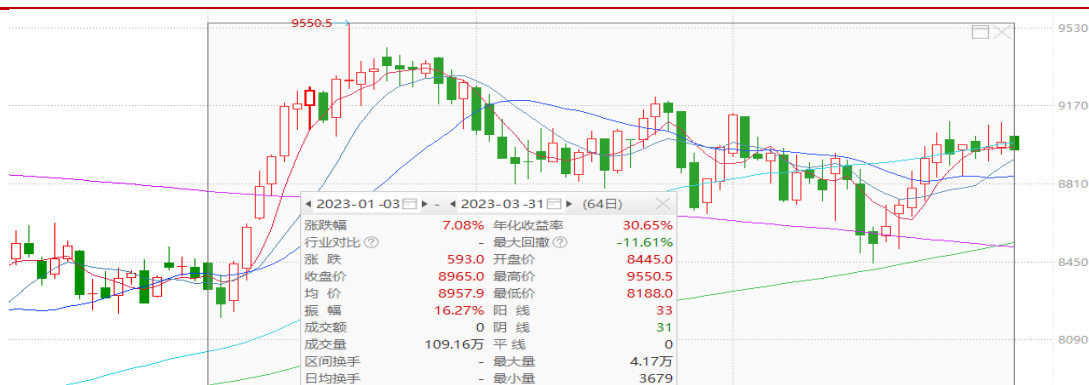 9550.5
9530
9170
8810
8450
8090
2023-01-03 - 2023-03-31 (64日)
涨跌幅 7.08% 年化收益率 30.65%
行业对比 - 最大回撤 -11.61%
涨 跌 593.0 开盘价 8445.0
收盘价 8965.0 最高价 9550.5
均 价 8957.9 最低价 8188.0
振 幅 16.27% 阳 线 33
成交额 0 阴 线 31
成交量 109.16万 平 线 0
区间换手 - 最大量 4.17万
日均换手 - 最小量 3679